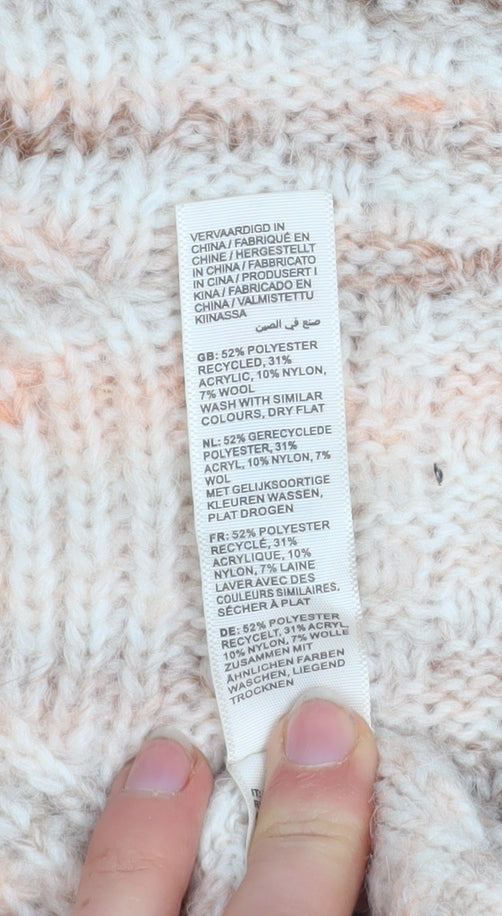 VERVAARDIGD IN
CHINA / FABRIQUÉ EN
CHINE / HERGESTELLT
IN CHINA / FABBRICATO
IN CINA / PRODUSERT I
KINA / FABRICADO EN
CHINA / VALMISTETTU
KIINASSA
صنع في الصين
GB: 52% POLYESTER
RECYCLED, 31%
ACRYLIC, 10% NYLON,
7% WOOL
WASH WITH SIMILAR
COLOURS, DRY FLAT
NL: 52% GERECYCLEDE
POLYESTER, 31%
ACRYL, 10% NYLON, 7%
WOL
MET GELIJKSOORTIGE
KLEUREN WASSEN,
PLAT DROGEN
FR: 52% POLYESTER
RECYCLÉ, 31%
ACRYLIQUE, 10%
NYLON, 7% LAINE
LAVER AVEC DES
COULEURS SIMILAIRES,
SÉCHER À PLAT
DE: 52% POLYESTER
RECYCELT, 31% ACRYL,
10% NYLON, 7% WOLLE
ZUSAMMEN MIT
ÄHNLICHEN FARBEN
WASCHEN, LIEGEND
TROCKNEN